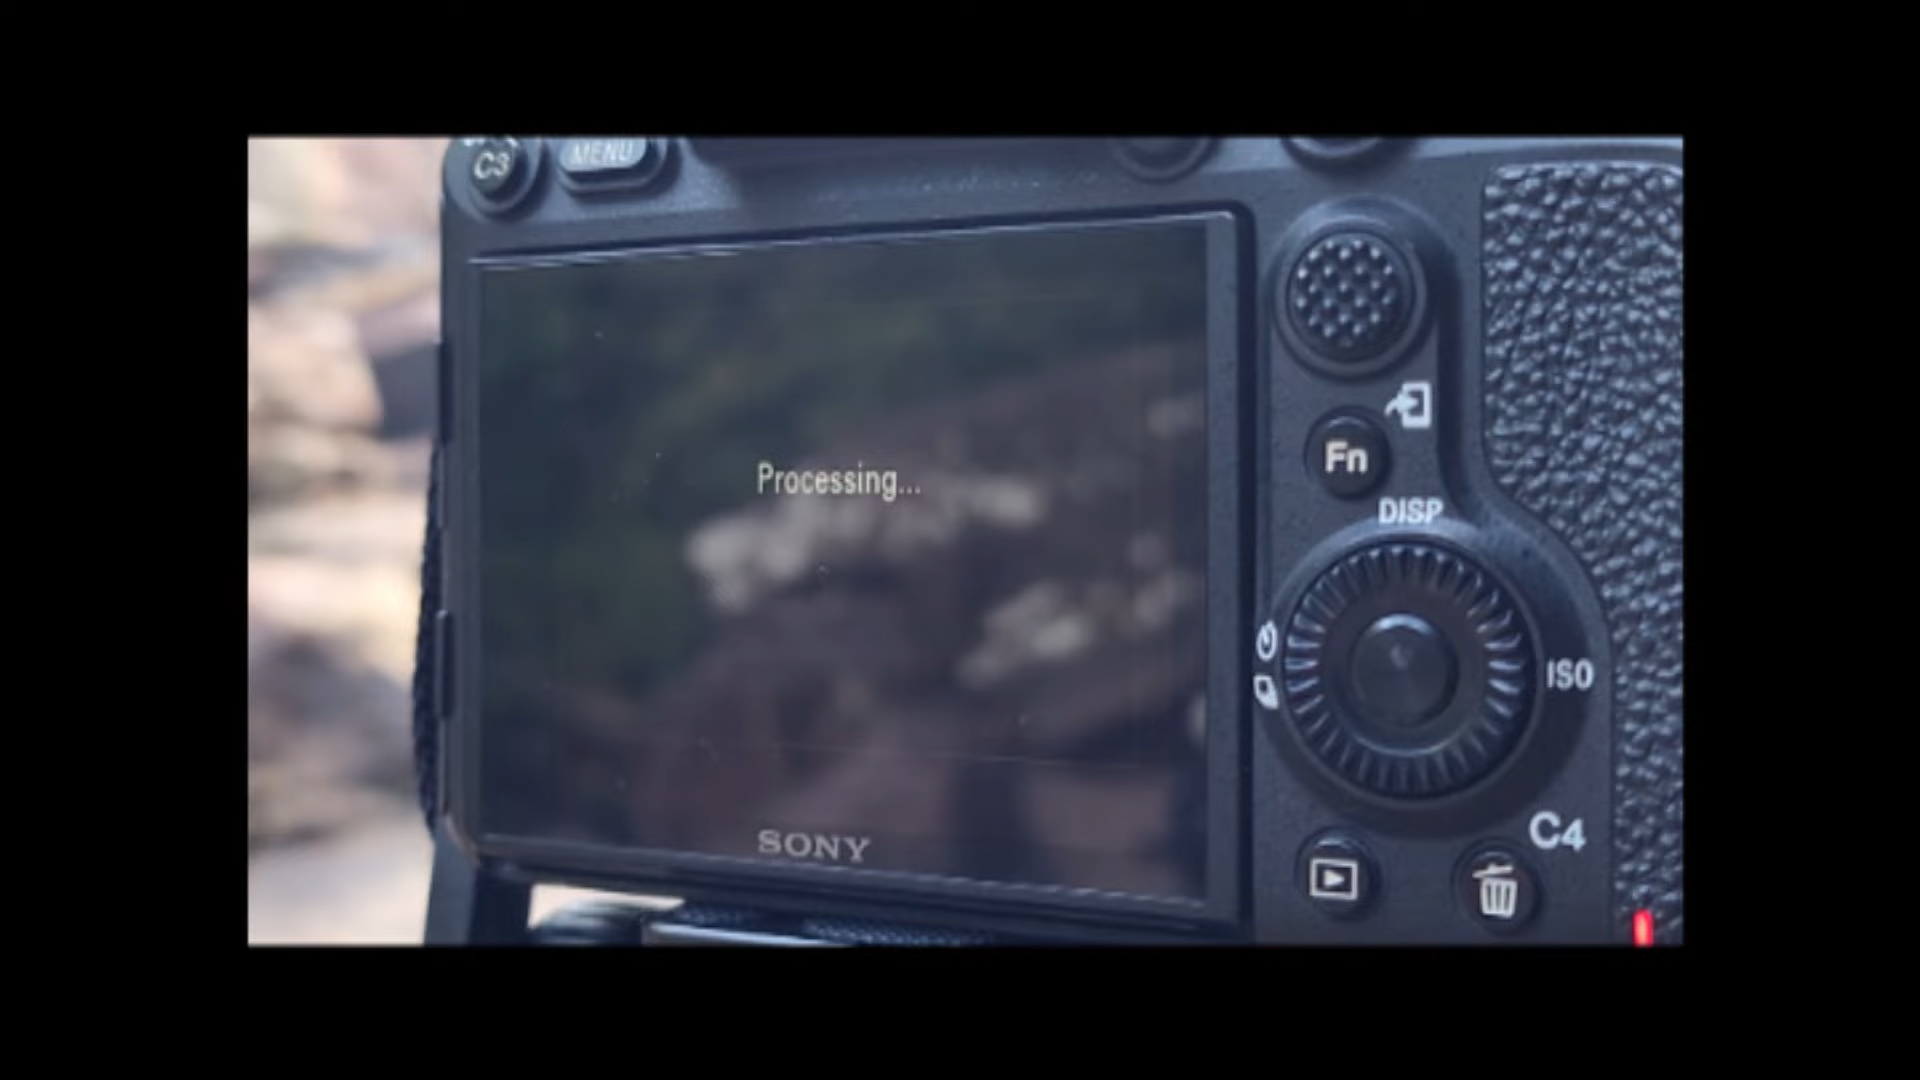 C3
MENU
Processing...
Fn
DISP
ISO
SONY
C4